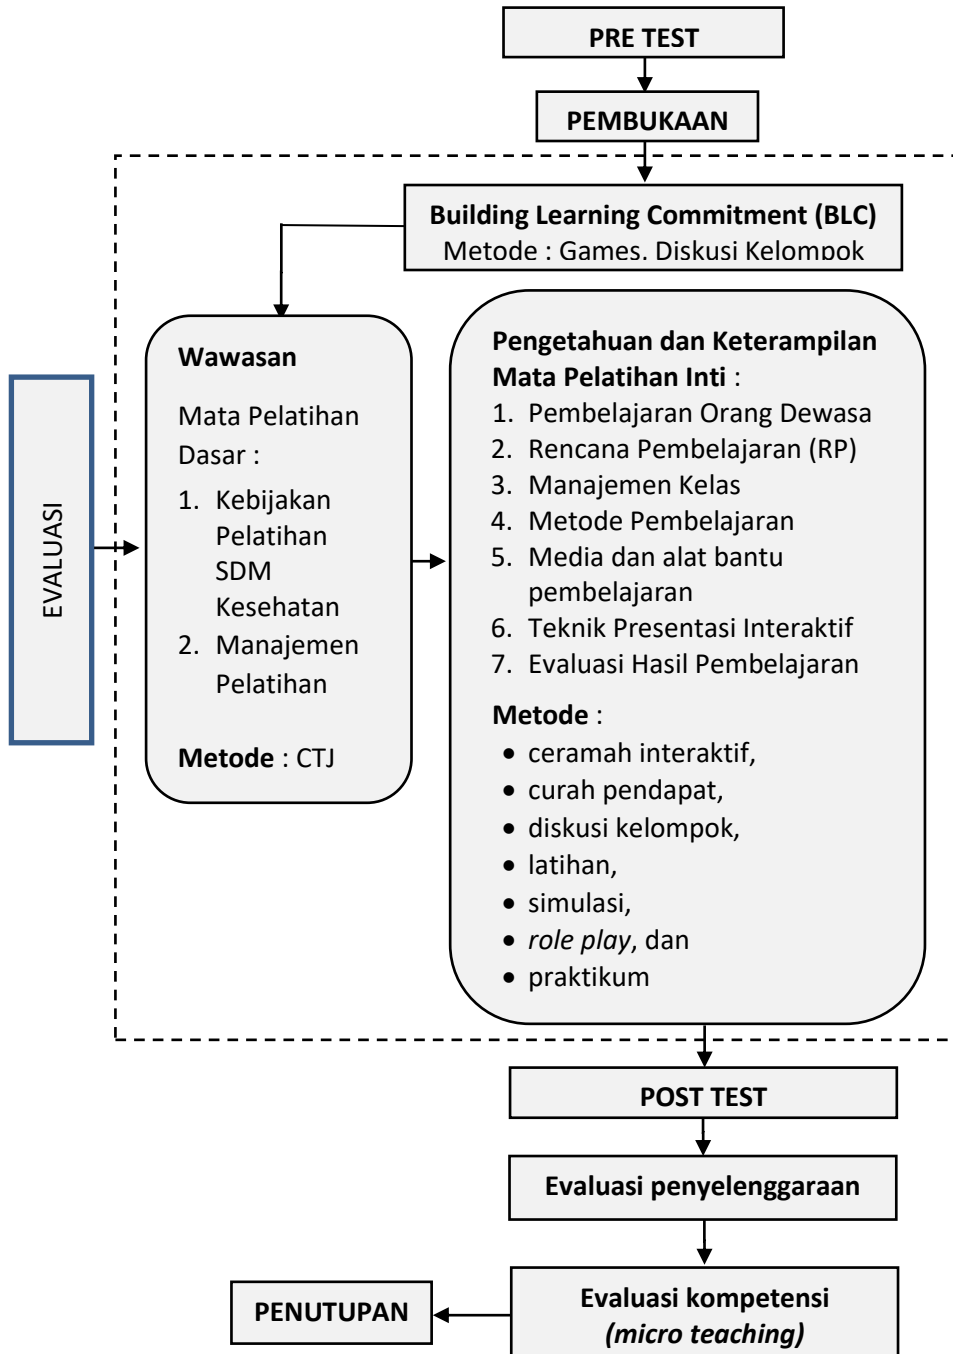 PRE TEST
PEMBUKAAN
Building Learning Commitment (BLC)
Metode : Games, Diskusi Kelompok
EVALUASI
Wawasan
Mata Pelatihan
Dasar :
1. Kebijakan
Pelatihan
SDM
Kesehatan
2. Manajemen
Pelatihan
Metode : CTJ
Pengetahuan dan Keterampilan
Mata Pelatihan Inti :
1. Pembelajaran Orang Dewasa
2. Rencana Pembelajaran (RP)
3. Manajemen Kelas
4. Metode Pembelajaran
5. Media dan alat bantu
pembelajaran
6. Teknik Presentasi Interaktif
7. Evaluasi Hasil Pembelajaran
Metode :
• ceramah interaktif,
• curah pendapat,
• diskusi kelompok,
• latihan,
• simulasi,
• role play, dan
• praktikum
POST TEST
Evaluasi penyelenggaraan
Evaluasi kompetensi
(micro teaching)
PENUTUPAN